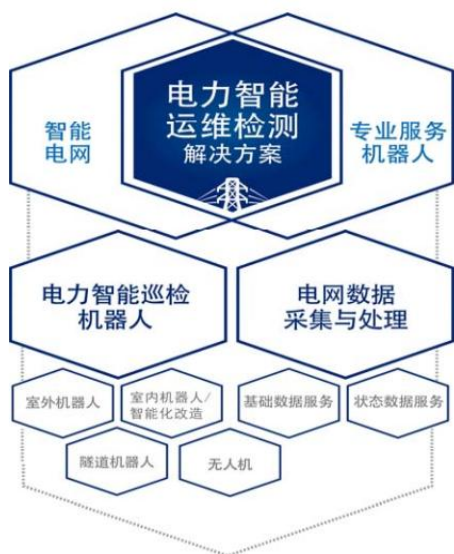 电力智能
运维检测
解决方案
智能
电网
专业服务
机器人
电力智能巡检
机器人
电网数据
采集与处理
室外机器人
室内机器人/
智能化改造
基础数据服务
状态数据服务
隧道机器人
无人机